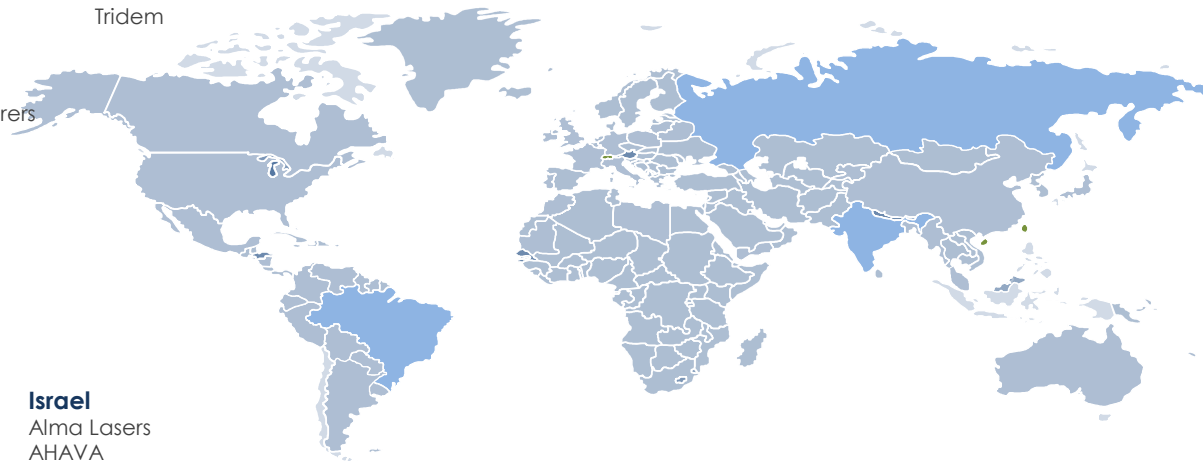 Tridem
rers
Israel
Alma Lasers
AHAVA